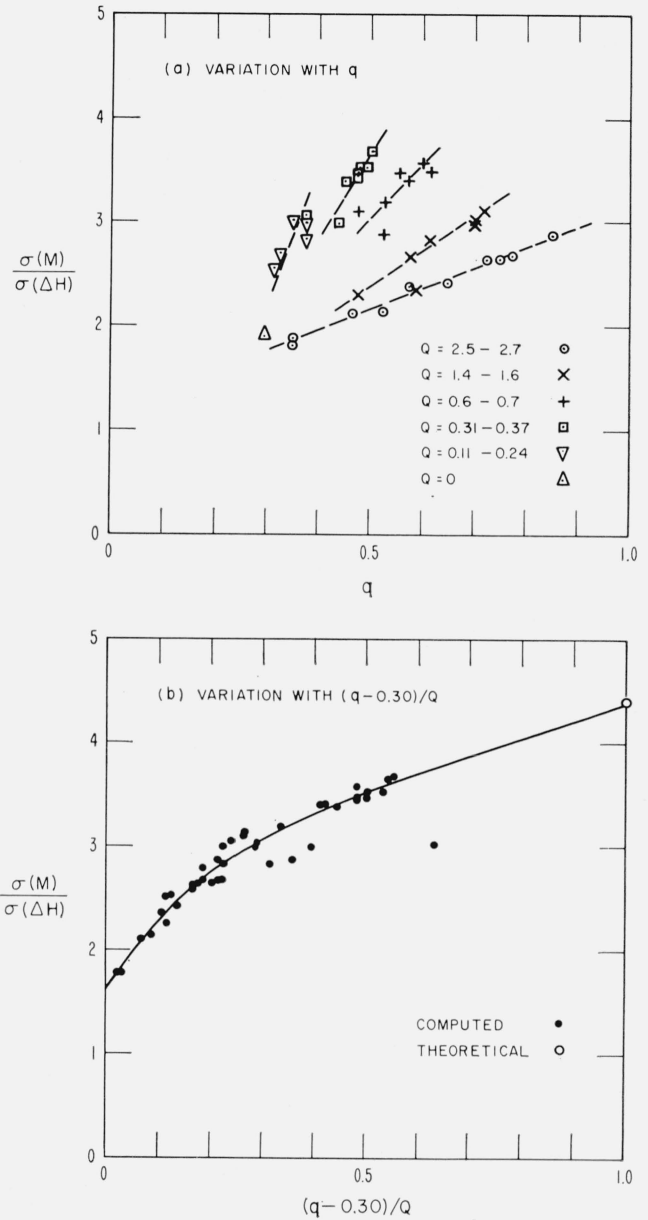 5
(a) VARIATION WITH q
4
3
σ(M)
σ(ΔH)
2
Q = 2.5 – 2.7
Q = 1.4 – 1.6
Q = 0.6 – 0.7
1
Q = 0.31 – 0.37
Q = 0.11 – 0.24
Q = 0
0
0
0.5
1.0
q
5
(b) VARIATION WITH (q–0.30)/Q
4
3
σ(M)
σ(ΔH)
2
COMPUTED
THEORETICAL
1
0
0
0.5
1.0
(q–0.30)/Q